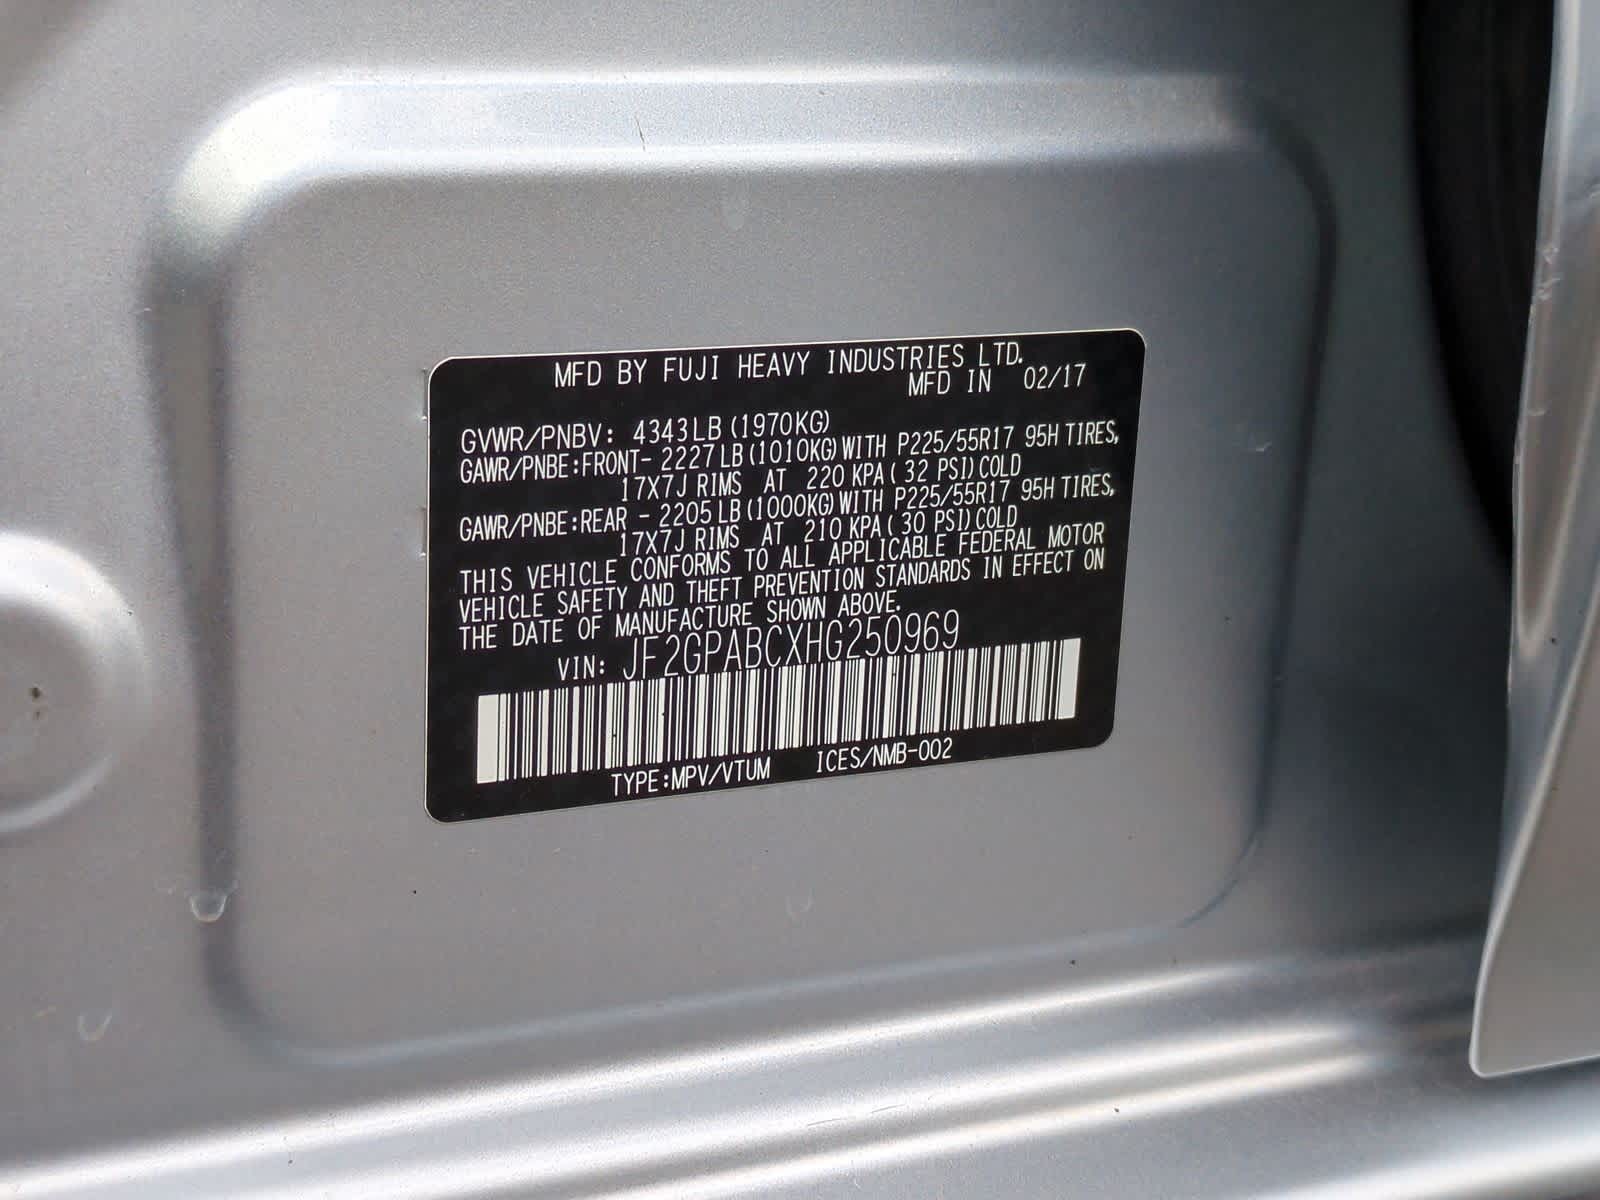 MFD BY FUJI HEAVY INDUSTRIES LTD.
MFD IN 02/17
GVWR/PNBV: 4343LB (1970KG)
GAWR/PNBE:FRONT- 2227LB (1010KG) WITH P225/55R17 95H TIRES,
17X7J RIMS AT 220 KPA ( 32 PSI) COLD
GAWR/PNBE:REAR - 2205LB (1000KG) WITH P225/55R17 95H TIRES,
17X7J RIMS AT 210 KPA ( 30 PSI) COLD
THIS VEHICLE CONFORMS TO ALL APPLICABLE FEDERAL MOTOR
VEHICLE SAFETY AND THEFT PREVENTION STANDARDS IN EFFECT ON
THE DATE OF MANUFACTURE SHOWN ABOVE.
VIN: JF2GPABCXHG250969
TYPE:MPV/VTUM ICES/NMB-002